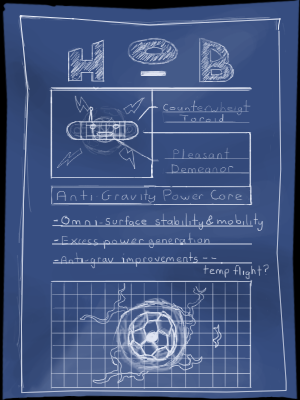 HOB
Counterweight
Toroid
Pleasant
Demeanor
Anti Gravity Power Core
-Omni-Surface stability & mobility
-Excess power generation
-Anti-grav improvements--
temp flight?